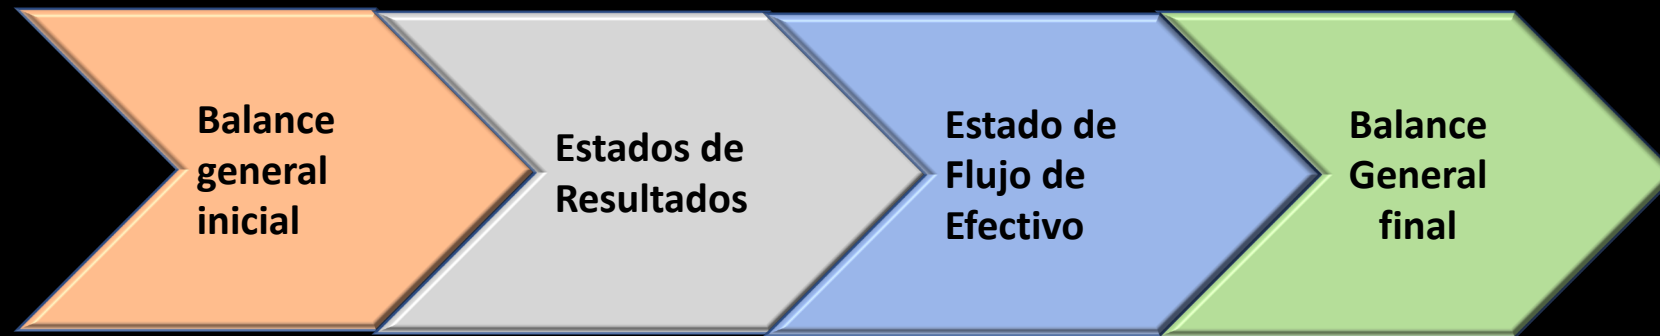 Balance
general
inicial
Estados de
Resultados
Estado de
Flujo de
Efectivo
Balance
General
final